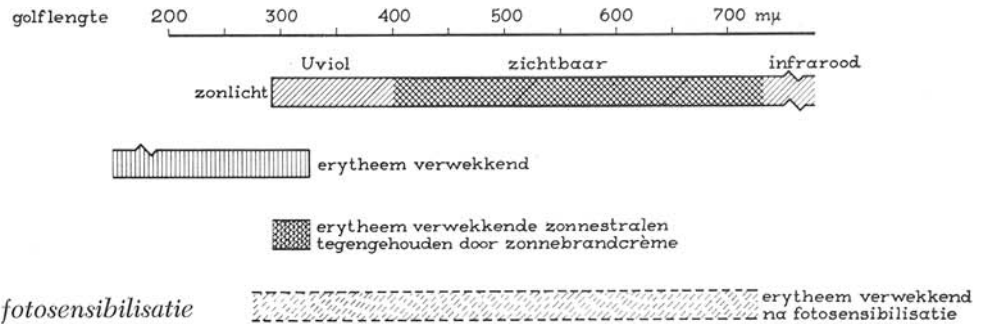 golflengte 200 300 400 500 600 700 mμ
Uviol zichtbaar infrarood
zonlicht
erytheem verwekkend
erytheem verwekkende zonnestralen
tegengehouden door zonnebrandcrème
fotosensibilisatie
erytheem verwekkend
na fotosensibilisatie